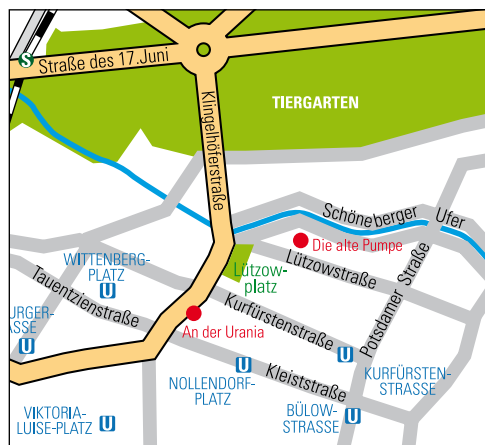 S
Straße des 17.Juni
TIERGARTEN
Klingelhöferstraße
Schöneberger Ufer
Die alte Pumpe
Lützowstraße
Lützow-
platz
Potsdamer Straße
WITTENBERG-
PLATZ
U
Tauentzienstraße
Kurfürstenstraße
An der Urania
URGER-
ASSE
U
U
U
NOLLENDORF-
PLATZ
Kleiststraße
KURFÜRSTEN-
STRASSE
VIKTORIA-
LUISE-PLATZ
U
BÜLOW-
STRASSE
U